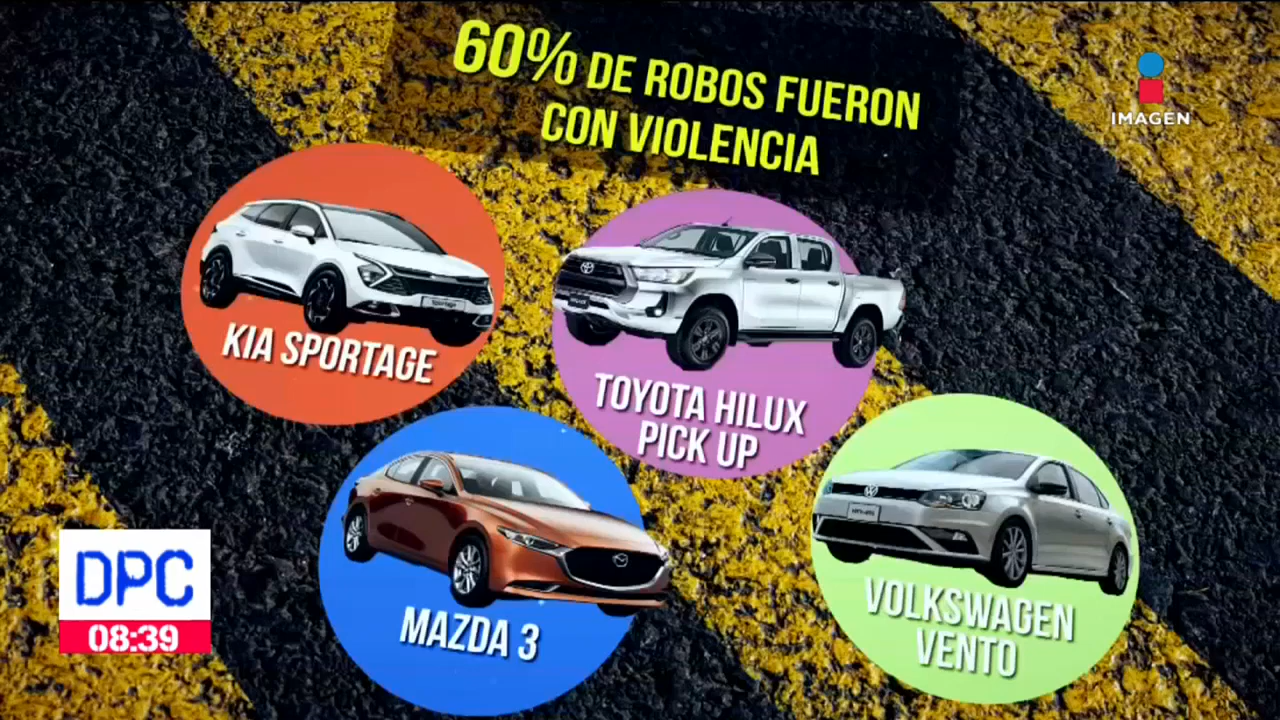 60% DE ROBOS FUERON
CON VIOLENCIA
IMAGEN
KIA SPORTAGE
Sportage
TOYOTA HILUX
PICK UP
MAZDA 3
VOLKSWAGEN
VENTO
DPC
08:39